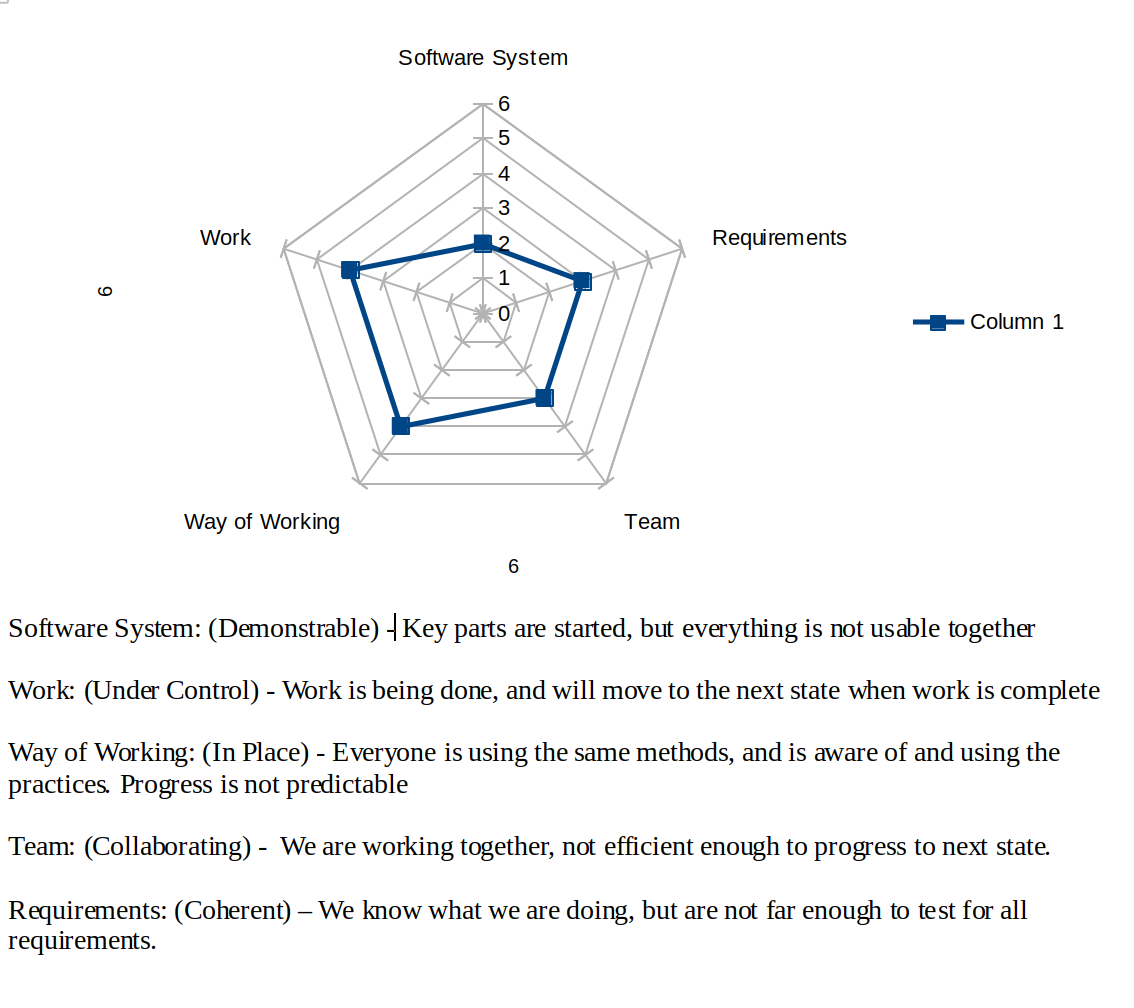 Software System
6
5
4
3
2
1
0
Work
Requirements
6
Column 1
Way of Working
Team
6
Software System: (Demonstrable) - Key parts are started, but everything is not usable together
Work: (Under Control) - Work is being done, and will move to the next state when work is complete
Way of Working: (In Place) - Everyone is using the same methods, and is aware of and using the
practices. Progress is not predictable
Team: (Collaborating) -  We are working together, not efficient enough to progress to next state.
Requirements: (Coherent) – We know what we are doing, but are not far enough to test for all
requirements.